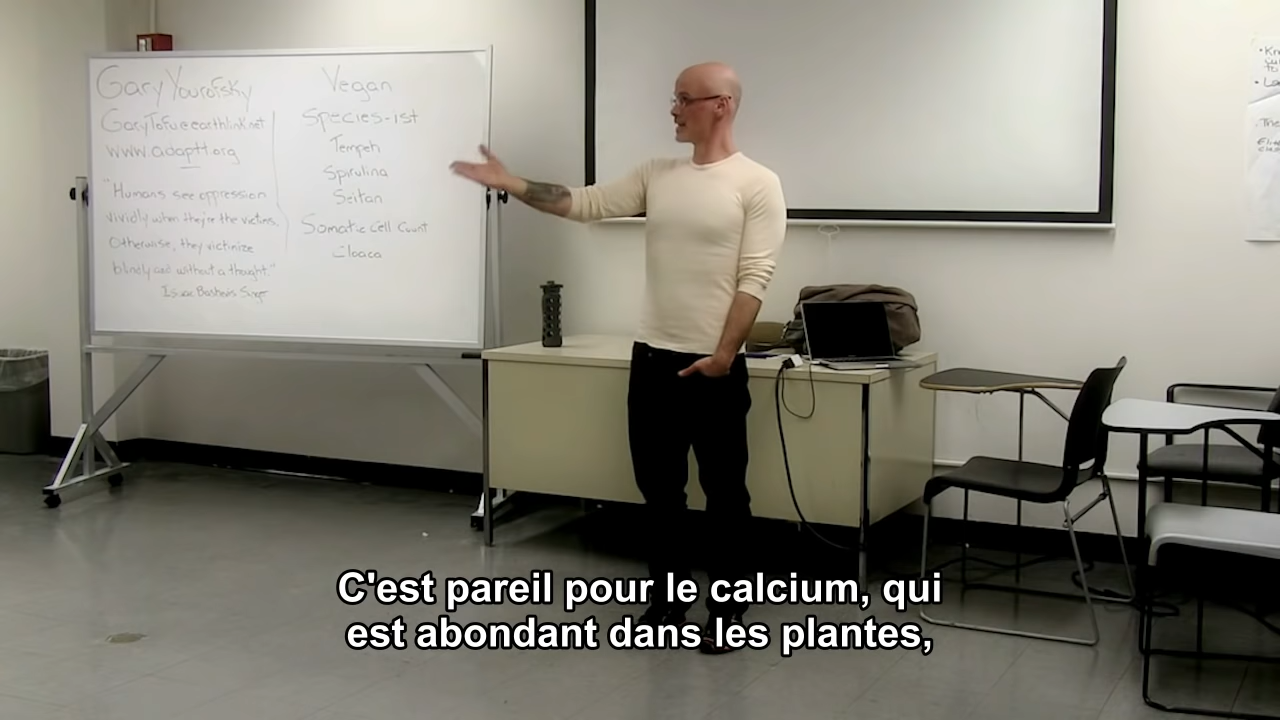 Gary Yourofsky
GaryTofu@earthlink.net
www.adaptt.org
"Humans see oppression
vividly when they're the victims.
Otherwise, they victimize
blindly and without a thought."
Isaac Bashevis Singer
Vegan
Species-ist
Tempeh
Spirulina
Seitan
Somatic Cell Count
Cloaca
C'est pareil pour le calcium, qui
est abondant dans les plantes,